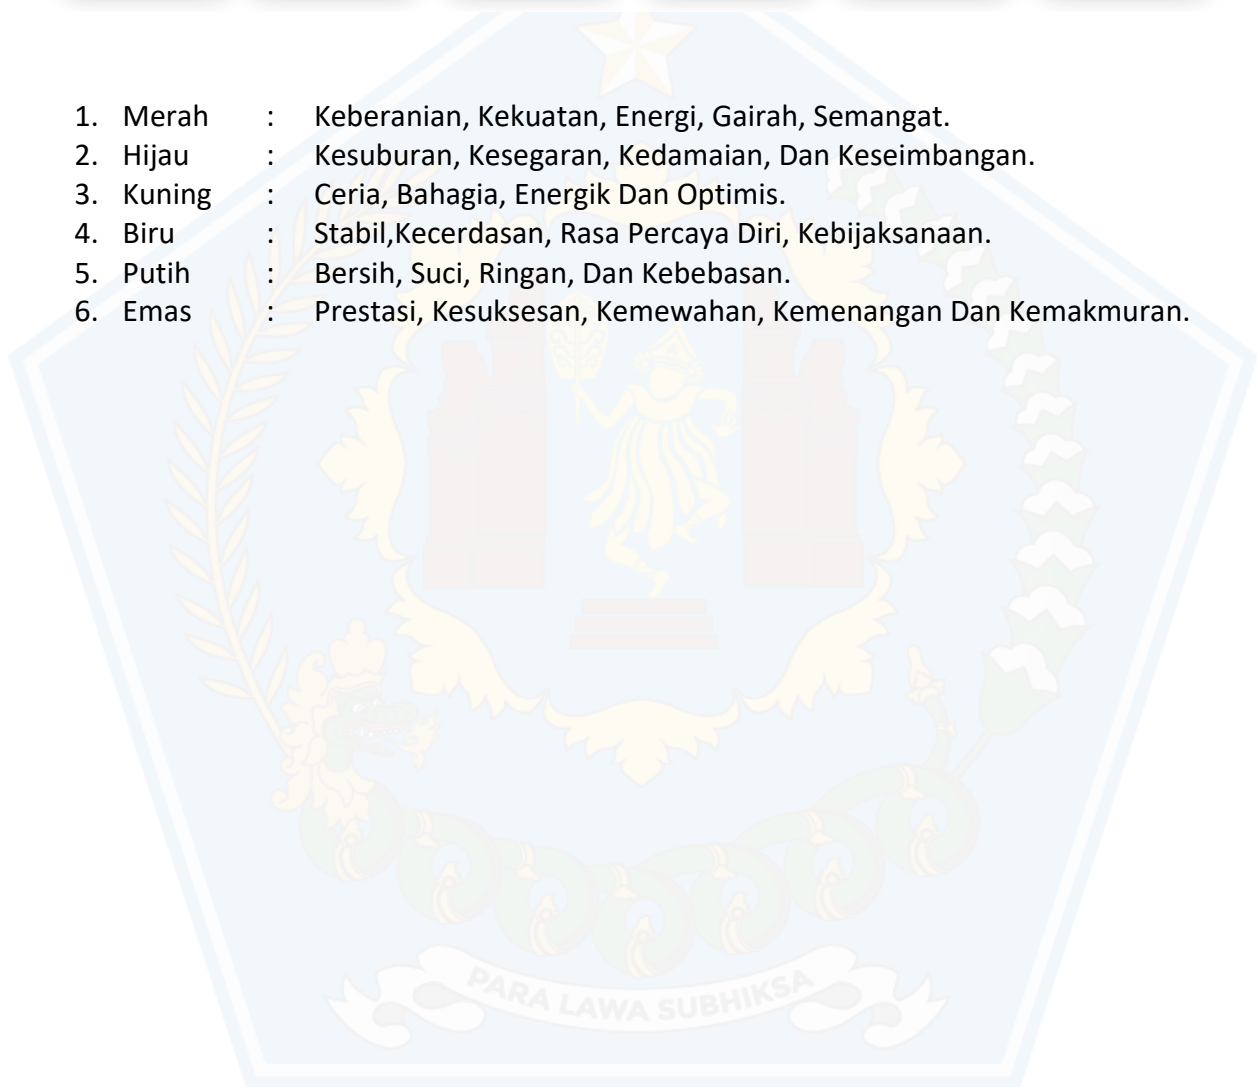 1. Merah : Keberanian, Kekuatan, Energi, Gairah, Semangat.
2. Hijau : Kesuburan, Kesegaran, Kedamaian, Dan Keseimbangan.
3. Kuning : Ceria, Bahagia, Energik Dan Optimis.
4. Biru : Stabil,Kecerdasan, Rasa Percaya Diri, Kebijaksanaan.
5. Putih : Bersih, Suci, Ringan, Dan Kebebasan.
6. Emas : Prestasi, Kesuksesan, Kemewahan, Kemenangan Dan Kemakmuran.
PARA LAWA SUBHIKSA